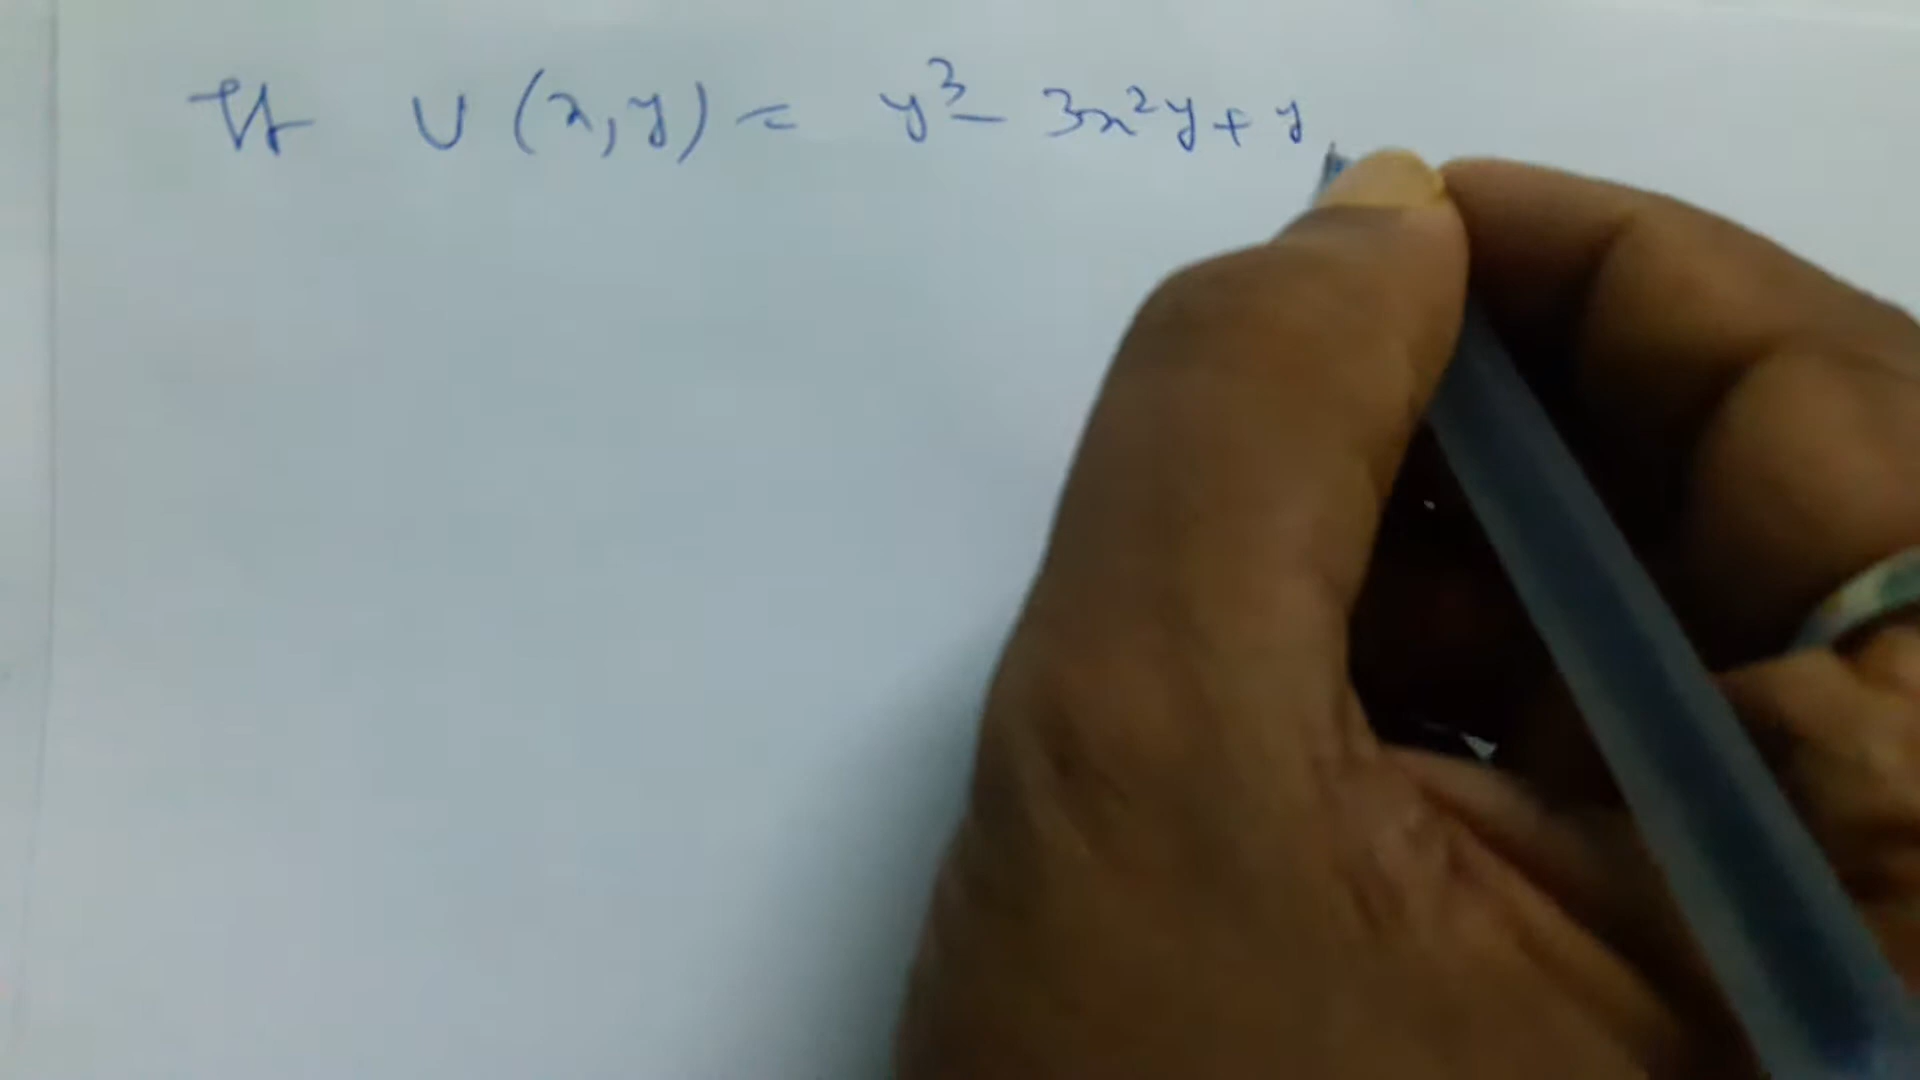 If U(x,y) = y³ - 3x²y + y